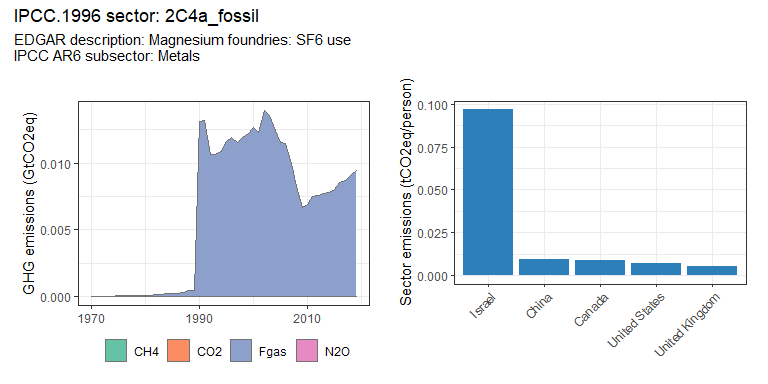 IPCC.1996 sector: 2C4a_fossil
EDGAR description: Magnesium foundries: SF6 use
IPCC AR6 subsector: Metals
GHG emissions (GtCO2eq)
0.010
0.005
0.000
1970
1990
2010
CH4
CO2
Fgas
N2O
Sector emissions (tCO2eq/person)
0.100
0.075
0.050
0.025
0.000
Israel
China
Canada
United States
United Kingdom